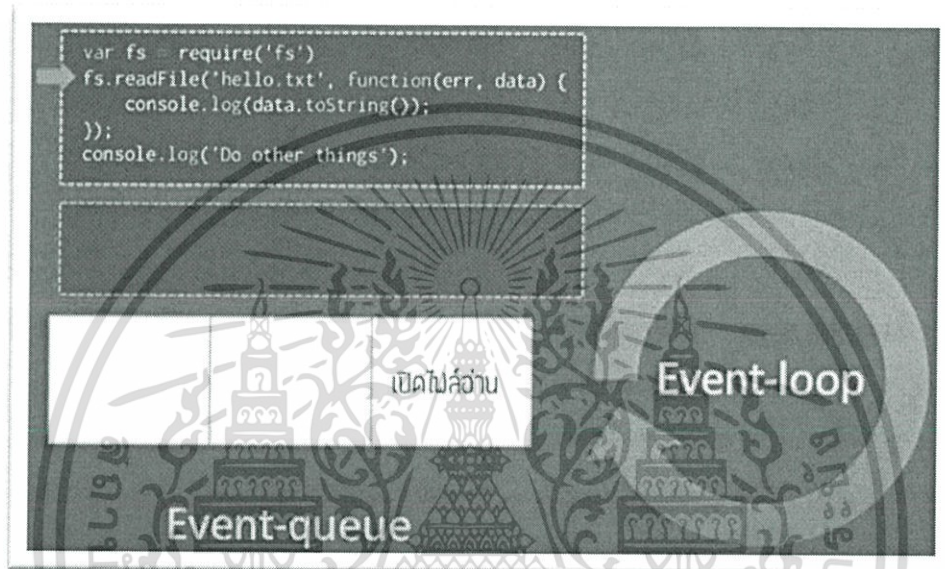 var fs = require('fs')
fs.readFile('hello.txt', function(err, data) {
    console.log(data.toString());
});
console.log('Do other things');
เปิดไฟล์อ่าน
Event-loop
Event-queue